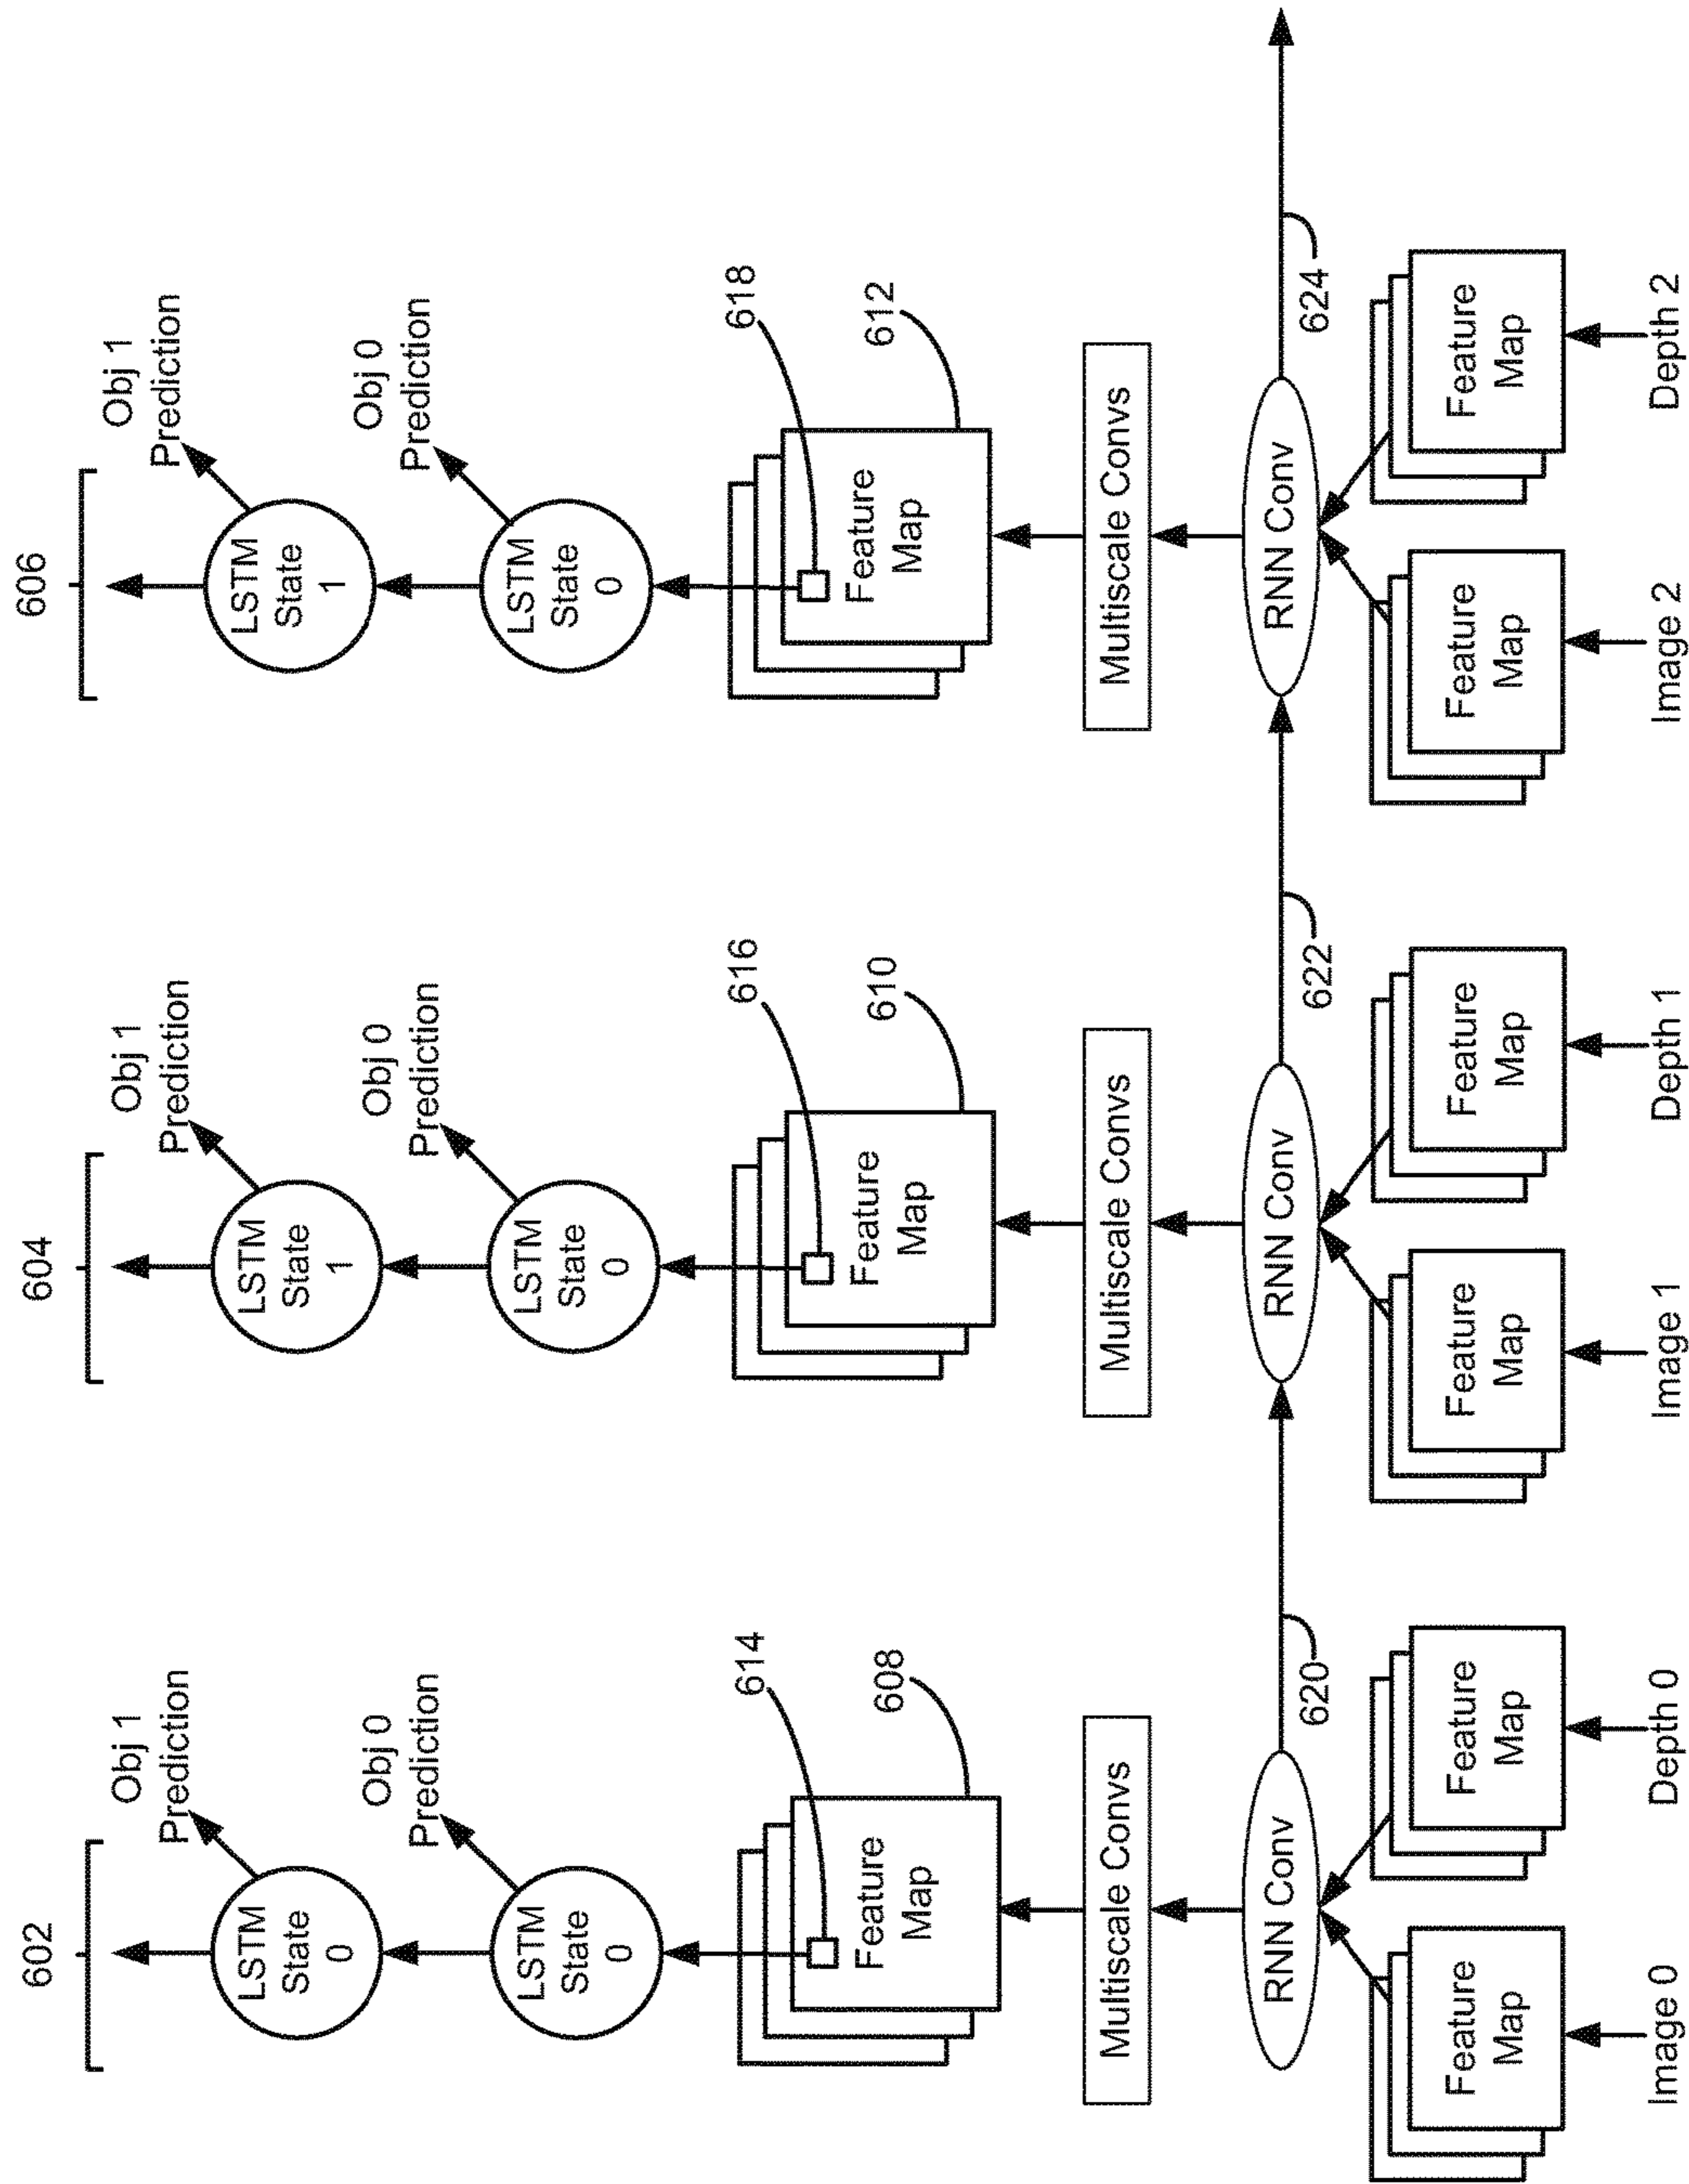 602
Obj 1
Prediction
LSTM
State
0
Obj 0
Prediction
LSTM
State
0
614
608
Feature
Map
Multiscale Convs
RNN Conv
620
Feature
Map
Feature
Map
Image 0
Depth 0
604
Obj 1
Prediction
LSTM
State
1
Obj 0
Prediction
LSTM
State
0
616
610
Feature
Map
Multiscale Convs
RNN Conv
622
Feature
Map
Feature
Map
Image 1
Depth 1
606
Obj 1
Prediction
LSTM
State
1
Obj 0
Prediction
LSTM
State
0
618
612
Feature
Map
Multiscale Convs
RNN Conv
624
Feature
Map
Feature
Map
Image 2
Depth 2